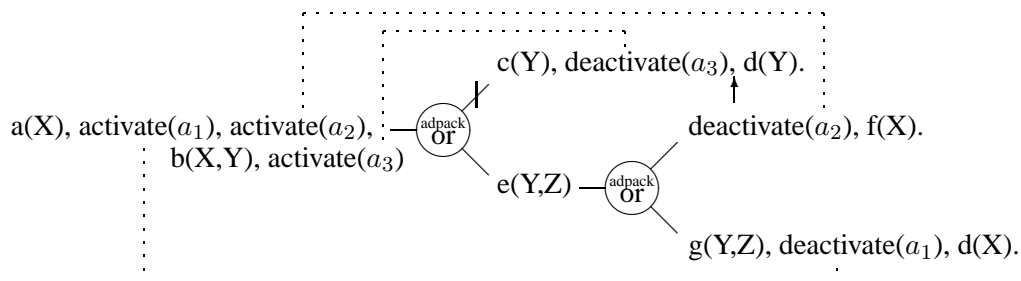 c(Y), deactivate(a₃), d(Y).
a(X), activate(a₁), activate(a₂),
adpack
or
deactivate(a₂), f(X).
b(X,Y), activate(a₃)
e(Y,Z)
adpack
or
g(Y,Z), deactivate(a₁), d(X).